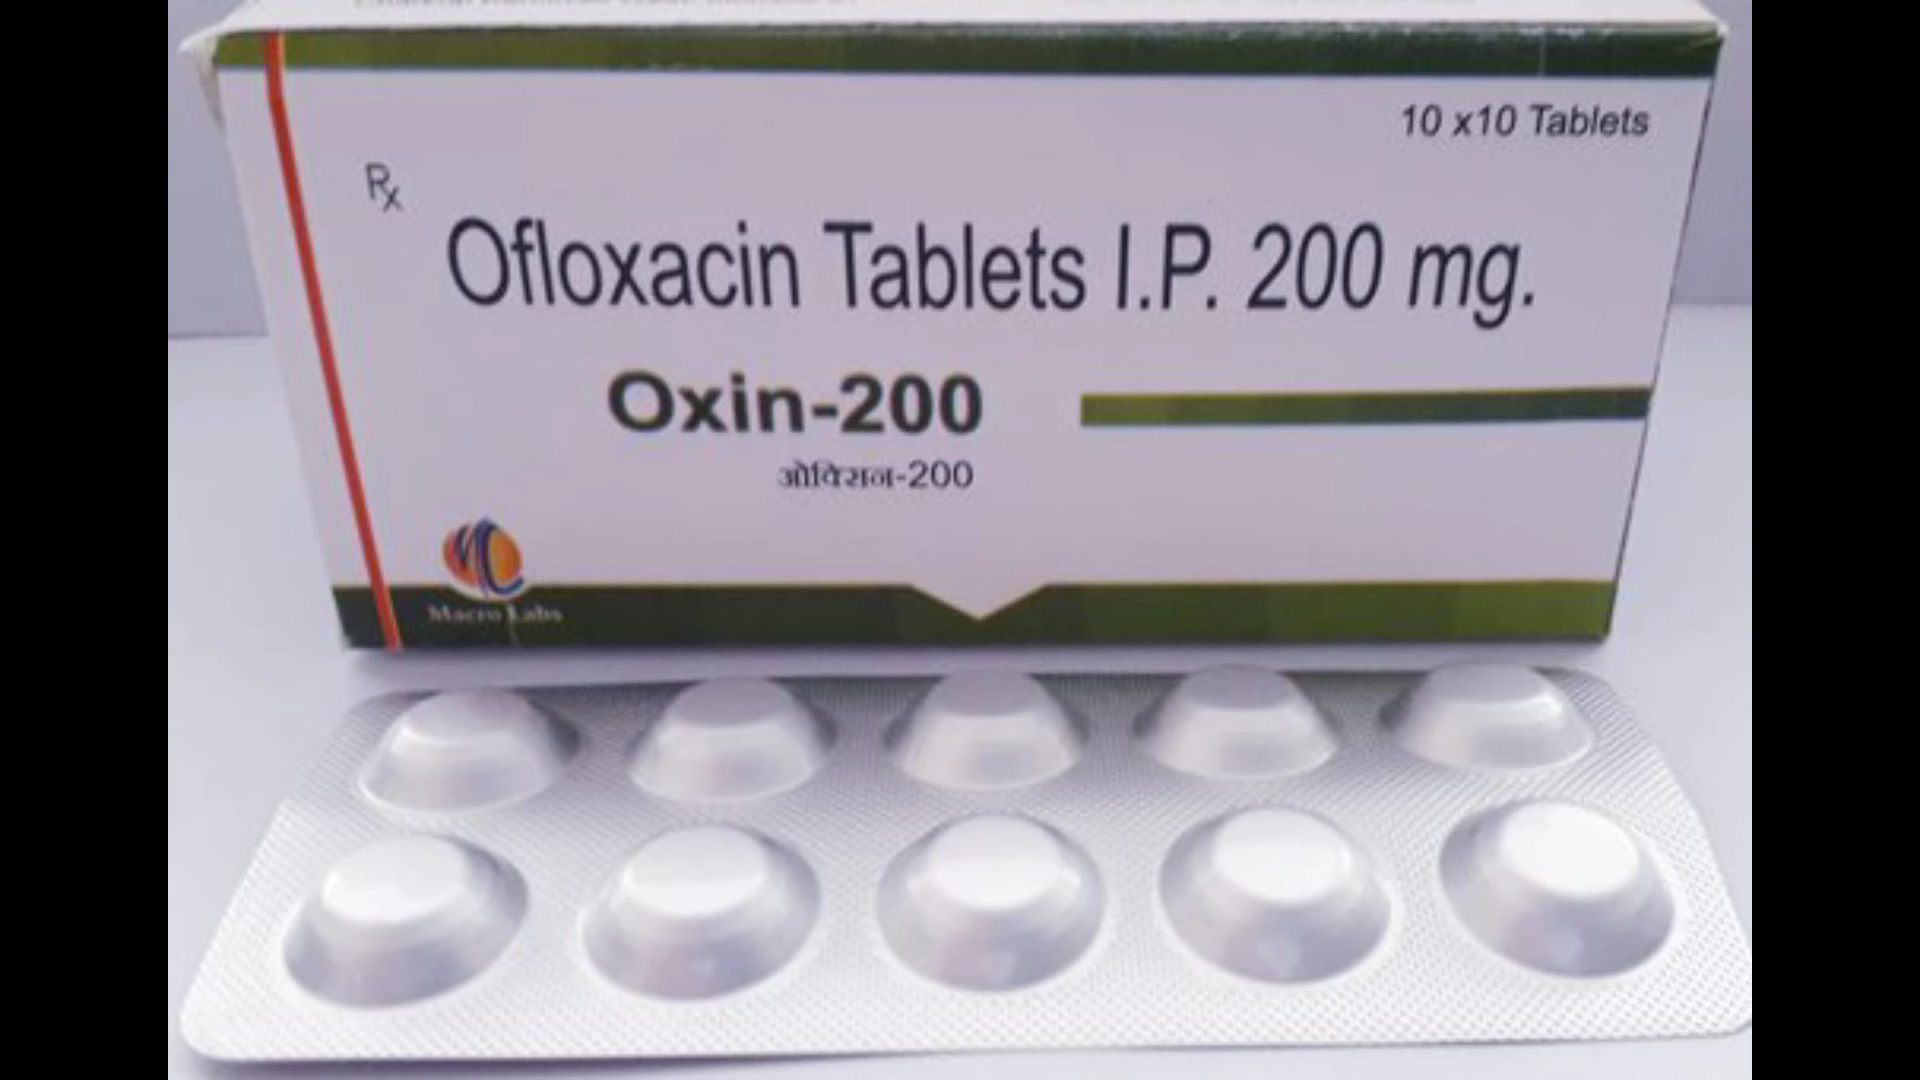 10 x10 Tablets
Rx
Ofloxacin Tablets I.P. 200 mg.
Oxin-200
ओक्सिन-200
Macro Labs